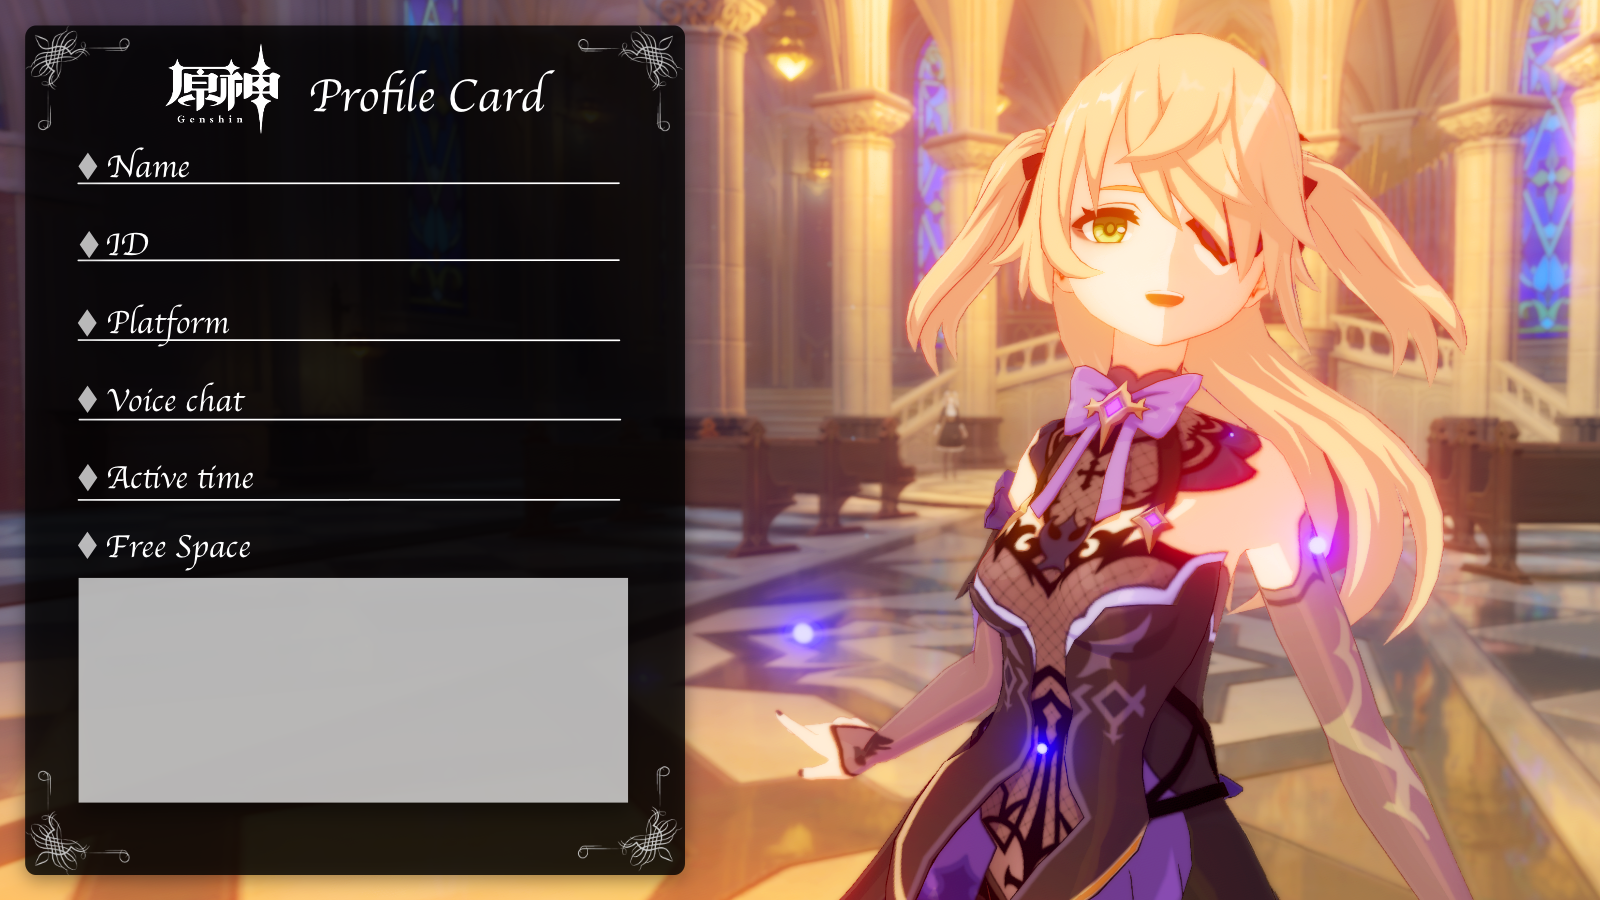 原神
Genshin
Profile Card
Name
ID
Platform
Voice chat
Active time
Free Space